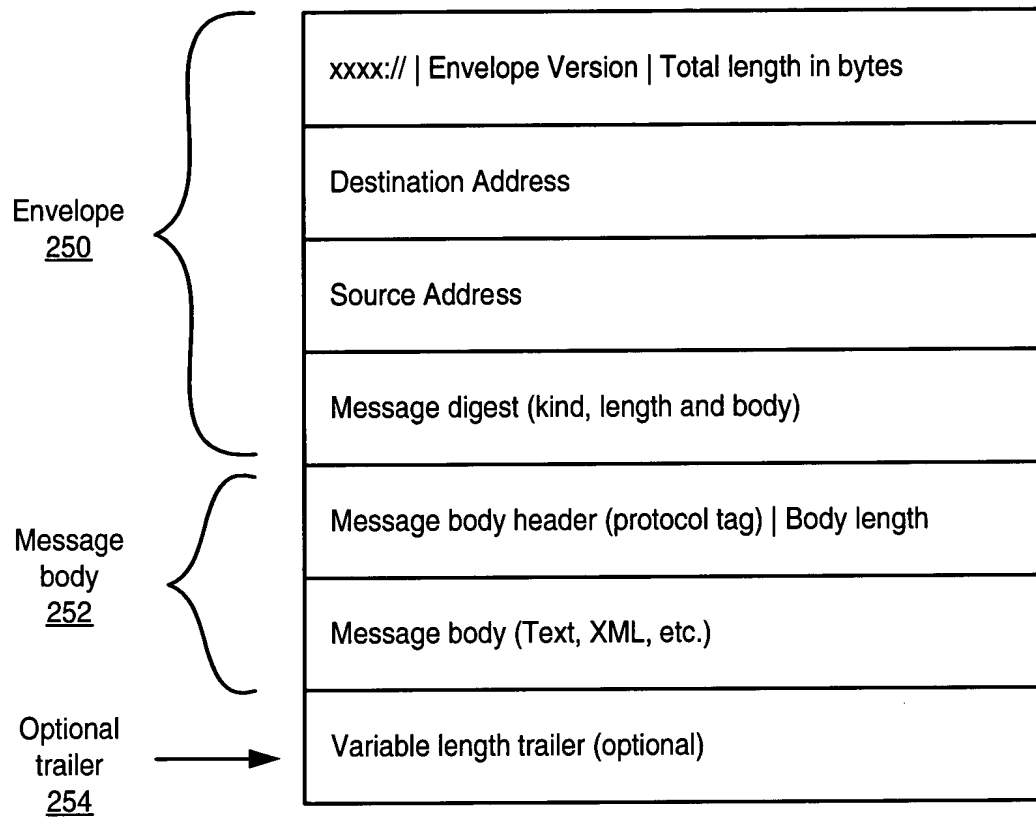 xxxx:// | Envelope Version | Total length in bytes
Destination Address
Envelope
250
Source Address
Message digest (kind, length and body)
Message body header (protocol tag) | Body length
Message
body
252
Message body (Text, XML, etc.)
Optional
trailer
254
Variable length trailer (optional)